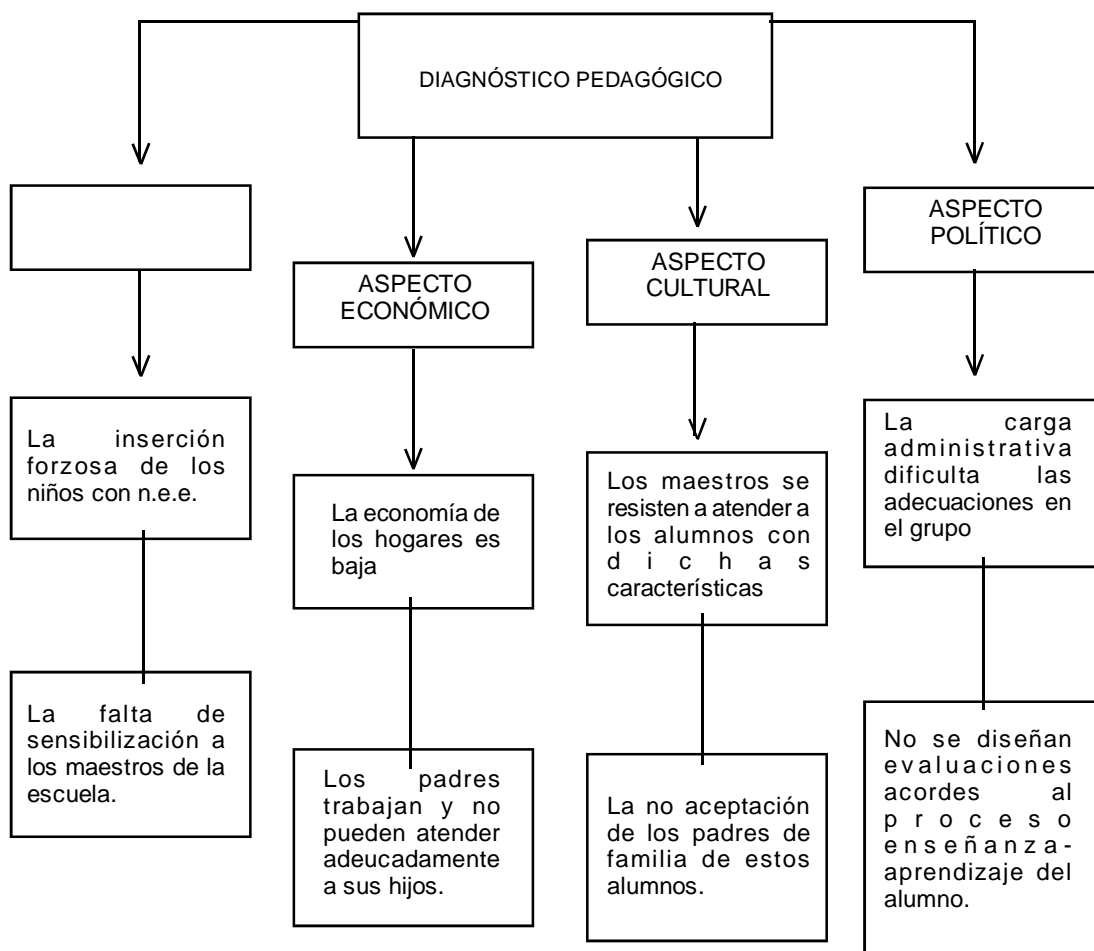 DIAGNÓSTICO PEDAGÓGICO
ASPECTO
ECONÓMICO
ASPECTO
CULTURAL
ASPECTO
POLÍTICO
La inserción
forzosa de los
niños con n.e.e.
La falta de
sensibilización a
los maestros de la
escuela.
La economía de
los hogares es
baja
Los padres
trabajan y no
pueden atender
adeucadamente
a sus hijos.
Los maestros se
resisten a atender a
los alumnos con
d i c h a s
características
La no aceptación
de los padres de
familia de estos
alumnos.
La carga
administrativa
dificulta las
adecuaciones en
el grupo
No se diseñan
evaluaciones
acordes al
p r o c e s o
enseñanza-
aprendizaje del
alumno.